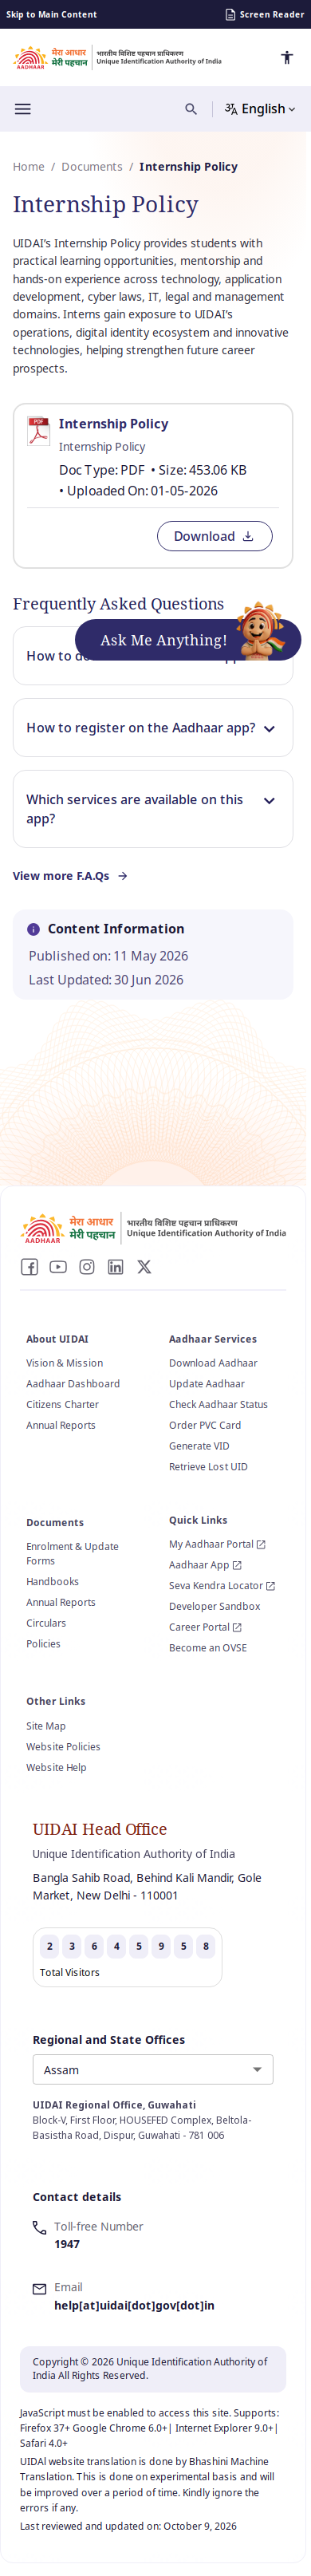 Skip to Main Content
Screen Reader
AADHAAR
मेरा आधार
मेरी पहचान
भारतीय विशिष्ट पहचान प्राधिकरण
Unique Identification Authority of India
English
Home / Documents / Internship Policy
Internship Policy
UIDAI's Internship Policy provides students with
practical learning opportunities, mentorship and
hands-on experience across technology, application
development, cyber laws, IT, legal and management
domains. Interns gain exposure to UIDAI's
operations, digital identity ecosystem and innovative
technologies, helping strengthen future career
prospects.
PDF
Internship Policy
Internship Policy
Doc Type: PDF • Size: 453.06 KB
• Uploaded On: 01-05-2026
Download
Frequently Asked Questions
Ask Me Anything!
How to
How to register on the Aadhaar app?
Which services are available on this
app?
View more F.A.Qs
Content Information
Published on: 11 May 2026
Last Updated: 30 Jun 2026
AADHAAR
मेरा आधार
मेरी पहचान
भारतीय विशिष्ट पहचान प्राधिकरण
Unique Identification Authority of India
About UIDAI
Vision & Mission
Aadhaar Dashboard
Citizens Charter
Annual Reports
Aadhaar Services
Download Aadhaar
Update Aadhaar
Check Aadhaar Status
Order PVC Card
Generate VID
Retrieve Lost UID
Documents
Enrolment & Update
Forms
Handbooks
Annual Reports
Circulars
Policies
Quick Links
My Aadhaar Portal
Aadhaar App
Seva Kendra Locator
Developer Sandbox
Career Portal
Become an OVSE
Other Links
Site Map
Website Policies
Website Help
UIDAI Head Office
Unique Identification Authority of India
Bangla Sahib Road, Behind Kali Mandir, Gole
Market, New Delhi - 110001
2 3 6 4 5 9 5 8
Total Visitors
Regional and State Offices
Assam
UIDAI Regional Office, Guwahati
Block-V, First Floor, HOUSEFED Complex, Beltola-
Basistha Road, Dispur, Guwahati - 781 006
Contact details
Toll-free Number
1947
Email
help[at]uidai[dot]gov[dot]in
Copyright © 2026 Unique Identification Authority of
India All Rights Reserved.
JavaScript must be enabled to access this site. Supports:
Firefox 37+ Google Chrome 6.0+| Internet Explorer 9.0+|
Safari 4.0+
UIDAI website translation is done by Bhashini Machine
Translation. This is done on experimental basis and will
be improved over a period of time. Kindly ignore the
errors if any.
Last reviewed and updated on: October 9, 2026